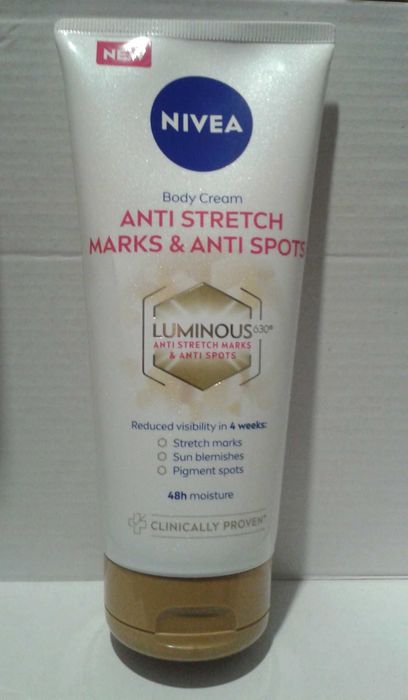 NEW
NIVEA
Body Cream
ANTI STRETCH
MARKS & ANTI SPOTS
LUMINOUS630®
ANTI STRETCH MARKS
& ANTI SPOTS
Reduced visibility in 4 weeks:
Stretch marks
Sun blemishes
Pigment spots
48h moisture
CLINICALLY PROVEN*